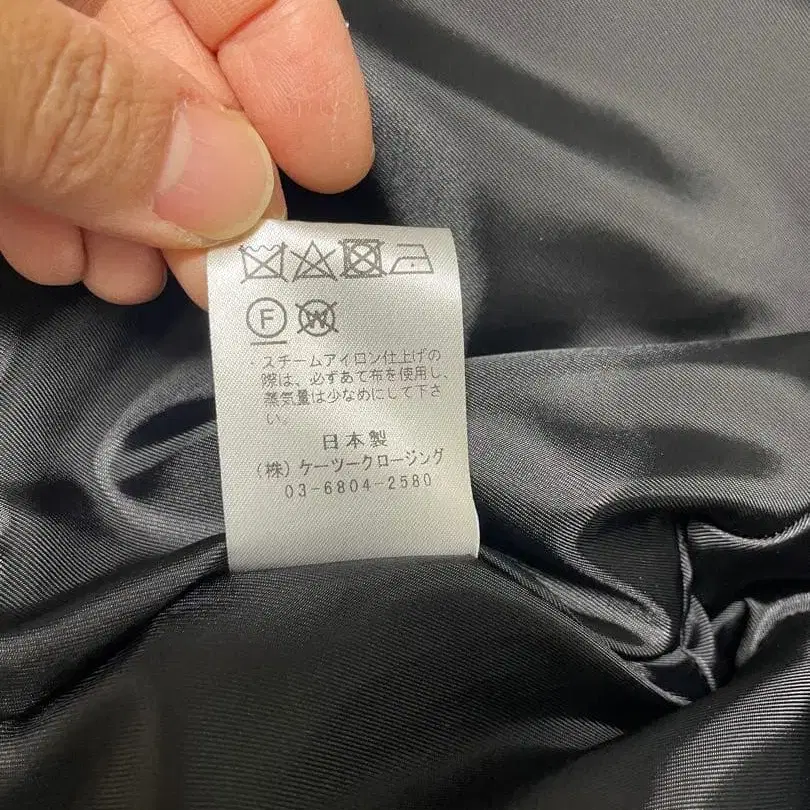 F
W
・スチームアイロン仕上げの
際は、必ずあて布を使用し、
蒸気量は少なめにして下さ
い。
日本製
(株)ケーツークロージング
03-6804-2580